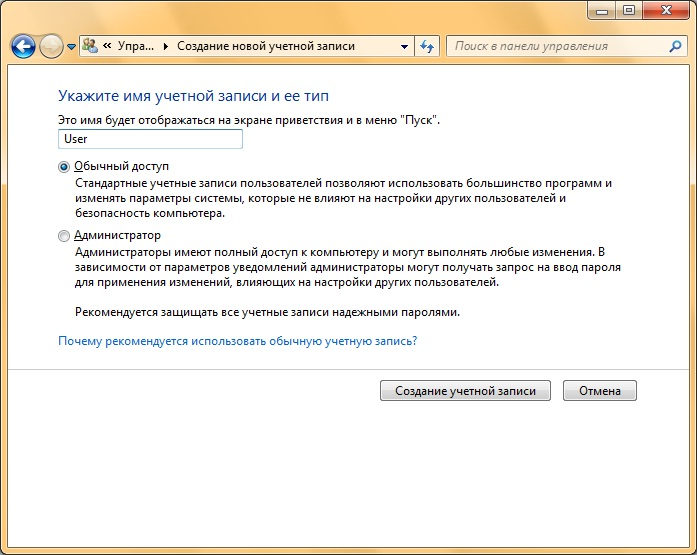 « Упра... Создание новой учетной записи Поиск в панели управления
Укажите имя учетной записи и ее тип
Это имя будет отображаться на экране приветствия и в меню "Пуск".
User
Обычный доступ
Стандартные учетные записи пользователей позволяют использовать большинство программ и
изменять параметры системы, которые не влияют на настройки других пользователей и
безопасность компьютера.
Администратор
Администраторы имеют полный доступ к компьютеру и могут выполнять любые изменения. В
зависимости от параметров уведомлений администраторы могут получать запрос на ввод пароля
для применения изменений, влияющих на настройки других пользователей.
Рекомендуется защищать все учетные записи надежными паролями.
Почему рекомендуется использовать обычную учетную запись?
Создание учетной записи Отмена